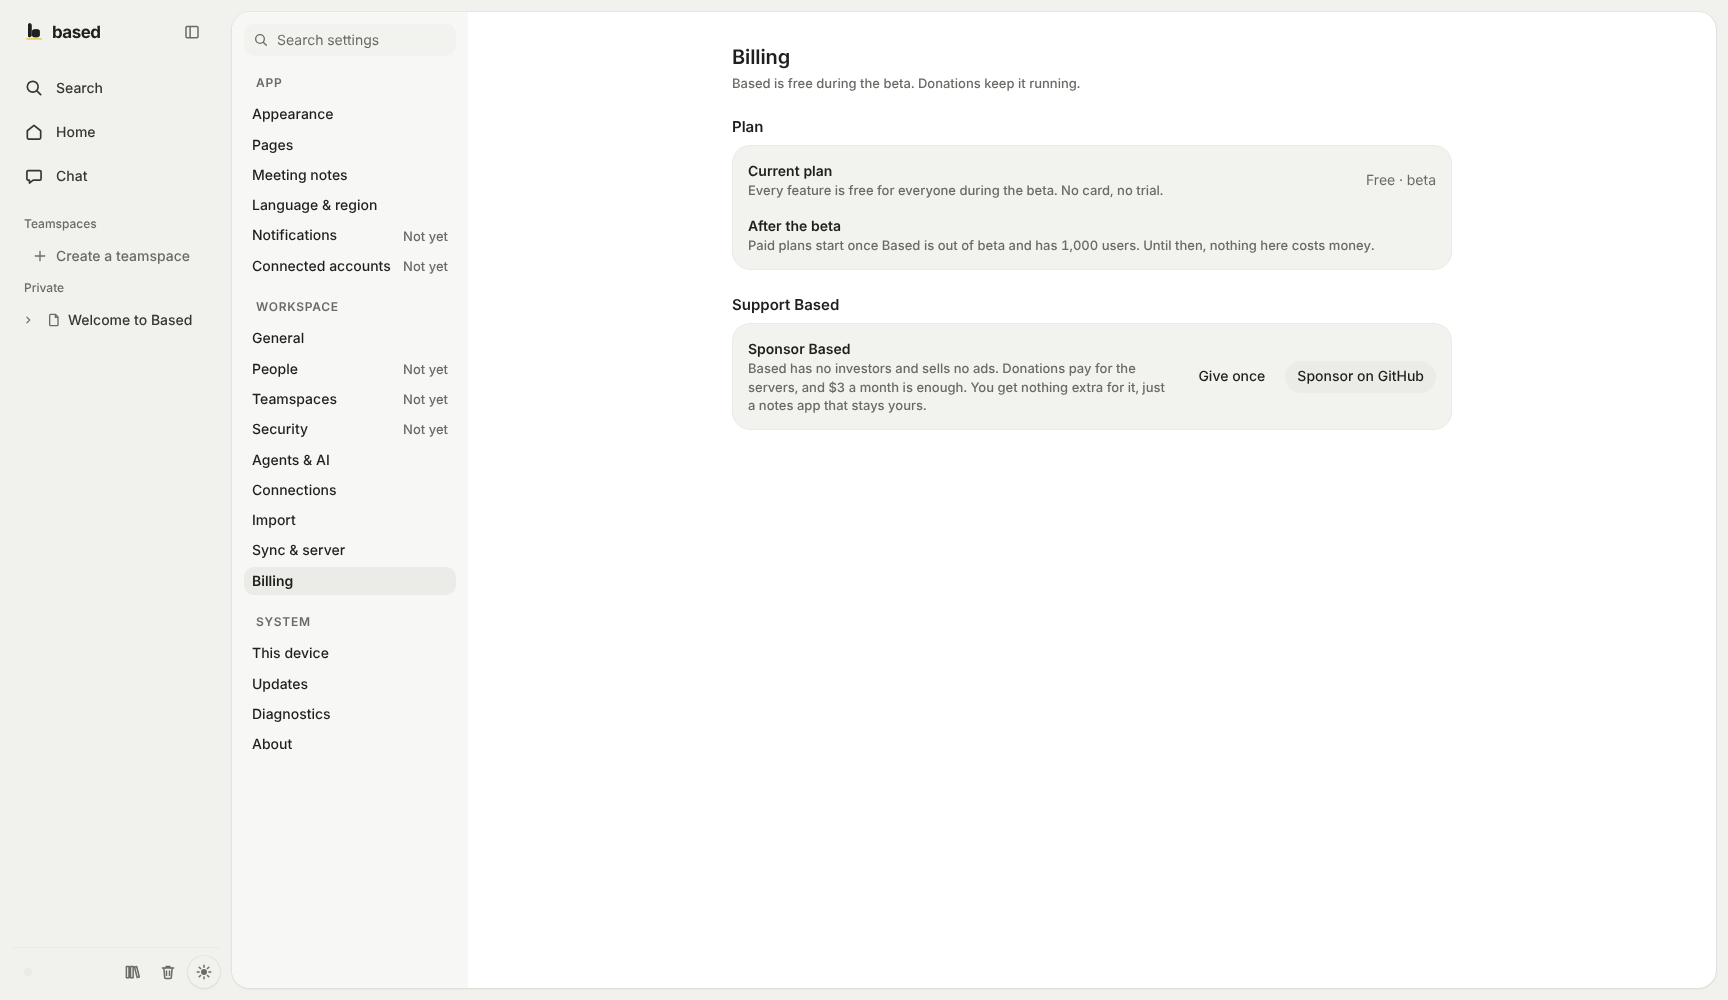 based
Search
Home
Chat
Teamspaces
Create a teamspace
Private
Welcome to Based
Search settings
APP
Appearance
Pages
Meeting notes
Language & region
Notifications Not yet
Connected accounts Not yet
WORKSPACE
General
People Not yet
Teamspaces Not yet
Security Not yet
Agents & AI
Connections
Import
Sync & server
Billing
SYSTEM
This device
Updates
Diagnostics
About
Billing
Based is free during the beta. Donations keep it running.
Plan
Current plan
Every feature is free for everyone during the beta. No card, no trial.
Free · beta
After the beta
Paid plans start once Based is out of beta and has 1,000 users. Until then, nothing here costs money.
Support Based
Sponsor Based
Based has no investors and sells no ads. Donations pay for the
servers, and $3 a month is enough. You get nothing extra for it, just
a notes app that stays yours.
Give once
Sponsor on GitHub